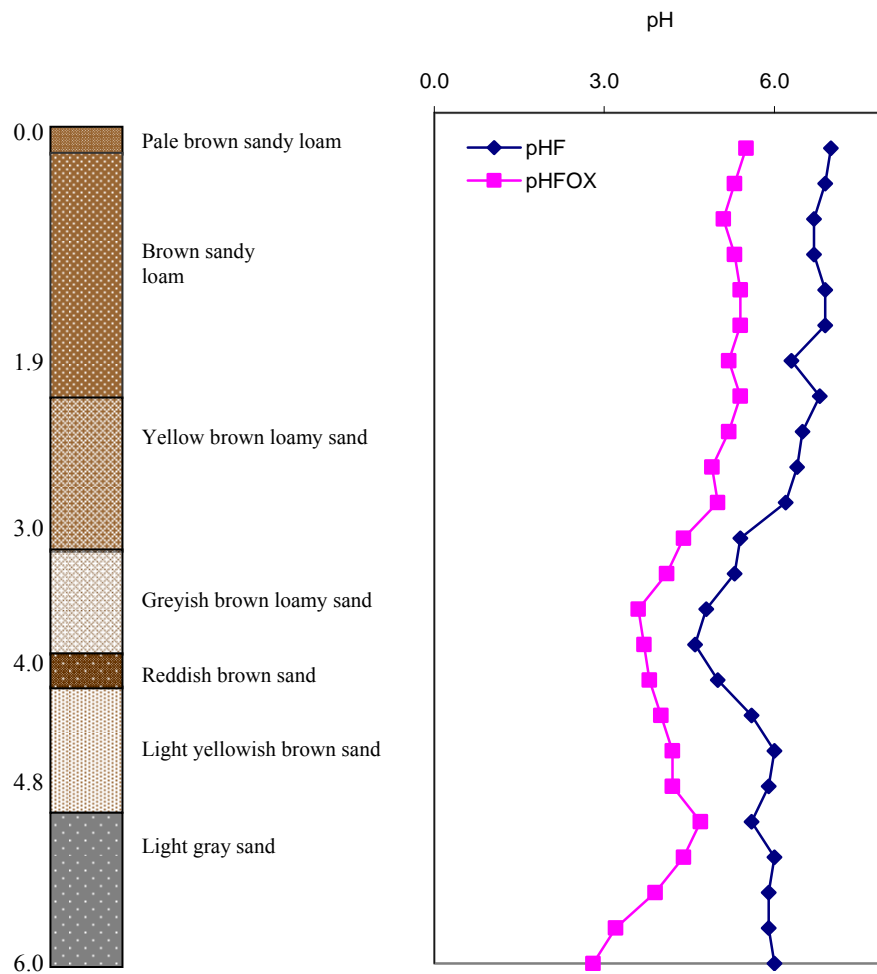 pH
0.0 3.0 6.0
pHF
pHFOX
0.0
Pale brown sandy loam
Brown sandy
loam
1.9
Yellow brown loamy sand
3.0
Greyish brown loamy sand
4.0
Reddish brown sand
Light yellowish brown sand
4.8
Light gray sand
6.0